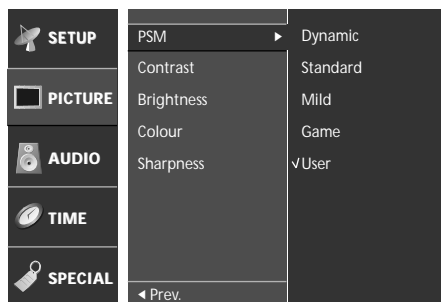 SETUP
PICTURE
AUDIO
TIME
SPECIAL
PSM ▶
Contrast
Brightness
Colour
Sharpness
◀ Prev.
Dynamic
Standard
Mild
Game
√ User